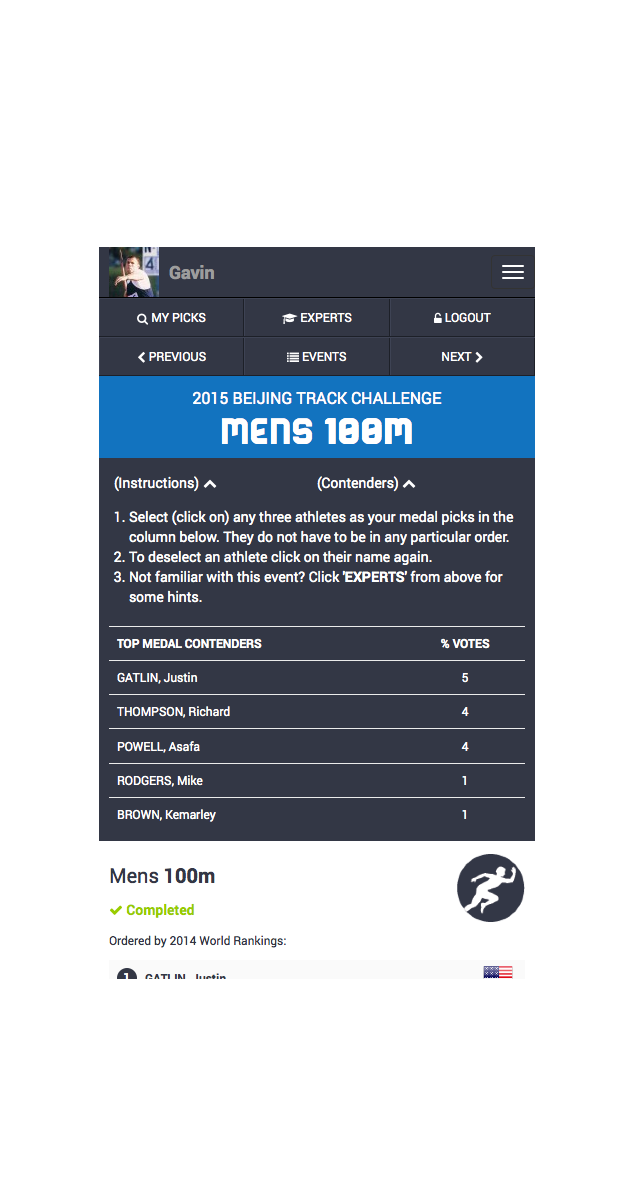 4
Gavin
MY PICKS EXPERTS LOGOUT
PREVIOUS EVENTS NEXT
2015 BEIJING TRACK CHALLENGE
MENS 100M
(Instructions) (Contenders)
1. Select (click on) any three athletes as your medal picks in the
column below. They do not have to be in any particular order.
2. To deselect an athlete click on their name again.
3. Not familiar with this event? Click 'EXPERTS' from above for
some hints.
TOP MEDAL CONTENDERS % VOTES
GATLIN, Justin 5
THOMPSON, Richard 4
POWELL, Asafa 4
RODGERS, Mike 1
BROWN, Kemarley 1
Mens 100m
Completed
Ordered by 2014 World Rankings:
1 GATLIN, Justin